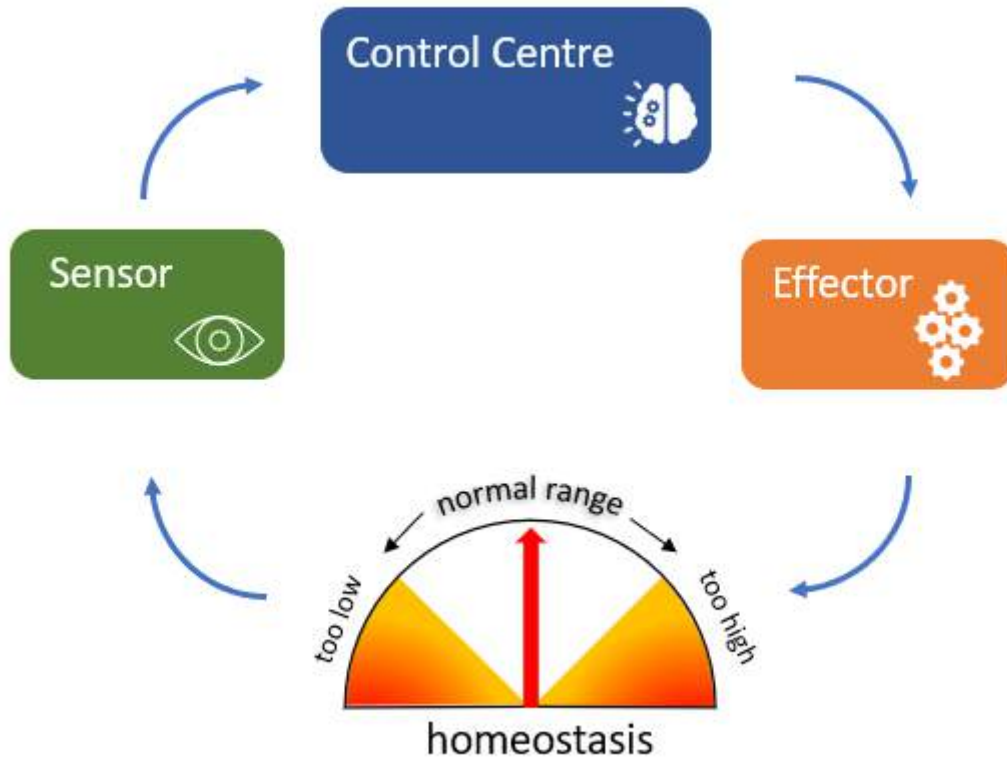 Control Centre
Sensor
Effector
normal range
too low
too high
homeostasis